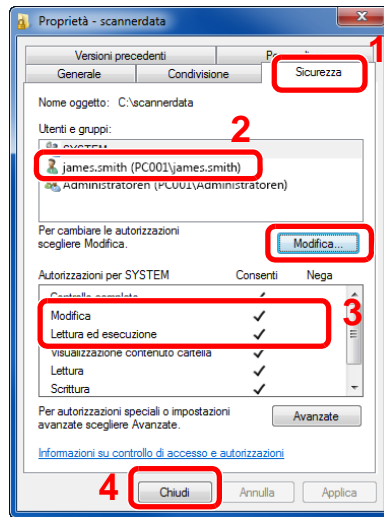 Proprietà - scannerdata
1
Versioni precedenti
Generale
Condivisione
Sicurezza
Nome oggetto: C:\scannerdata
Utenti e gruppi:
2
SYSTEM
james.smith (PC001\james.smith)
Administratoren (PC001\Administratoren)
Per cambiare le autorizzazioni
scegliere Modifica.
Modifica...
Autorizzazioni per SYSTEM
Consenti
Nega
Controllo completo
3
Modifica
Lettura ed esecuzione
Visualizzazione contenuto cartella
Lettura
Scrittura
Per autorizzazioni speciali o impostazioni
avanzate scegliere Avanzate.
Avanzate
Informazioni su controllo di accesso e autorizzazioni
4
Chiudi
Annulla
Applica